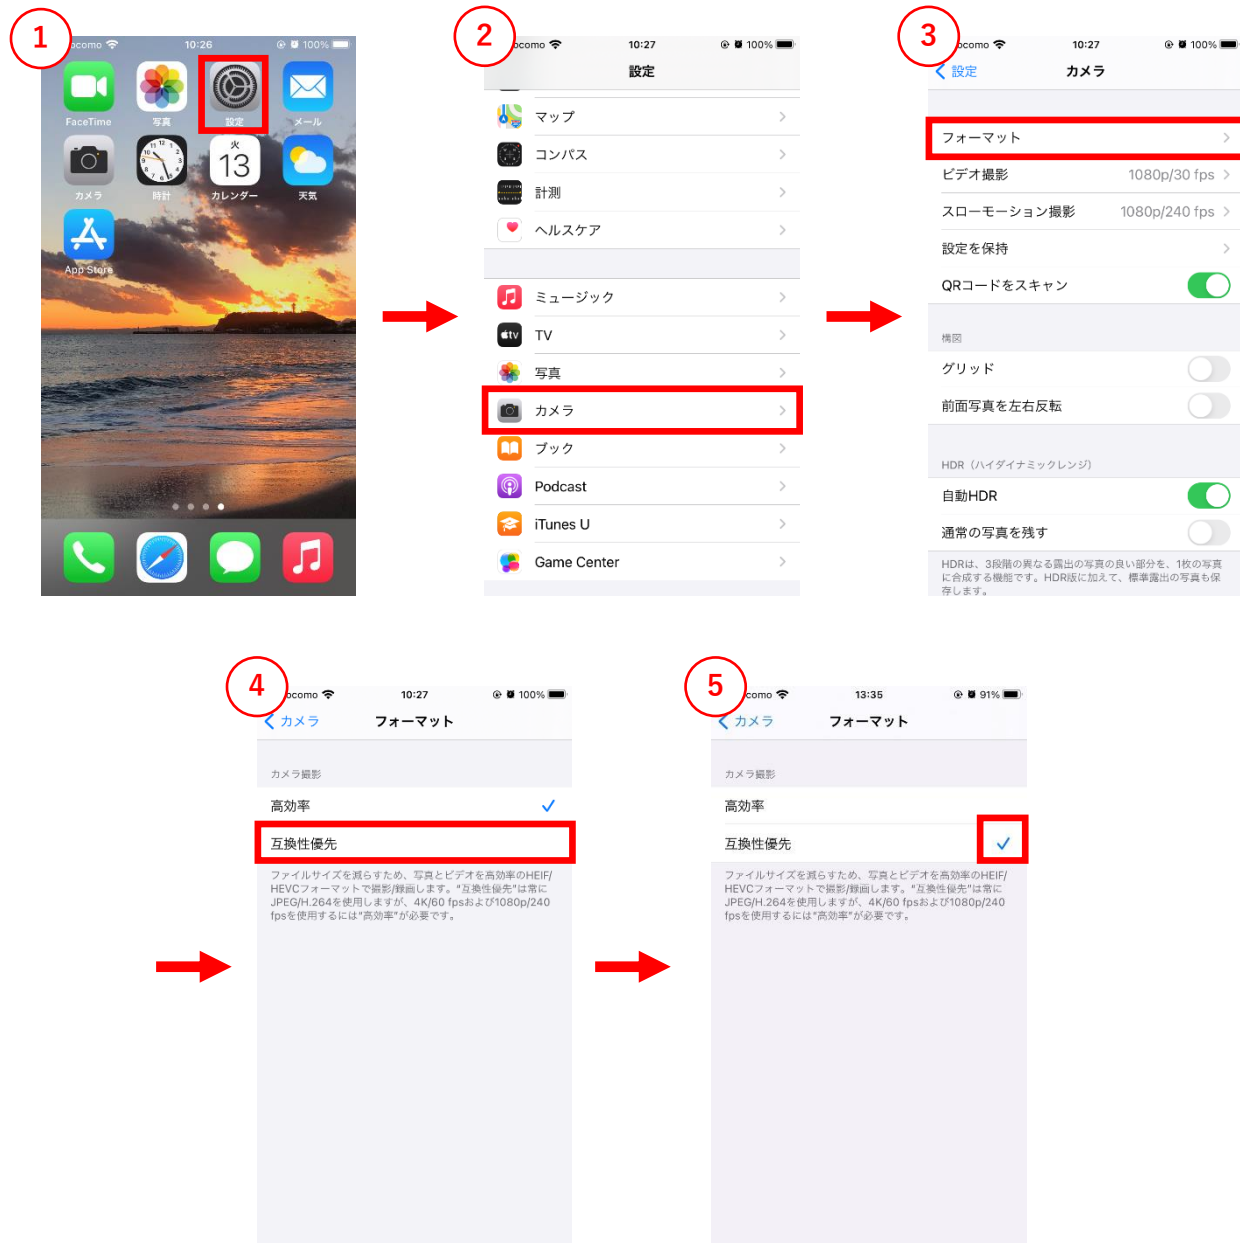 1
ocomo
10:26
100%
FaceTime
写真
設定
メール
火
13
カメラ
時計
カレンダー
天気
App Store
2
ocomo
10:27
100%
設定
マップ
コンパス
計測
ヘルスケア
ミュージック
tv
TV
写真
カメラ
ブック
Podcast
iTunes U
Game Center
3
ocomo
10:27
100%
設定
カメラ
フォーマット
ビデオ撮影
1080p/30 fps
スローモーション撮影
1080p/240 fps
設定を保持
QRコードをスキャン
構図
グリッド
前面写真を左右反転
HDR（ハイダイナミックレンジ）
自動HDR
通常の写真を残す
HDRは、3段階の異なる露出の写真の良い部分を、1枚の写真
に合成する機能です。HDR版に加えて、標準露出の写真も保
存します。
4
ocomo
10:27
100%
カメラ
フォーマット
カメラ撮影
高効率
互換性優先
ファイルサイズを減らすため、写真とビデオを高効率のHEIF/
HEVCフォーマットで撮影/録画します。“互換性優先”は常に
JPEG/H.264を使用しますが、4K/60 fpsおよび1080p/240
fpsを使用するには“高効率”が必要です。
5
como
13:35
91%
カメラ
フォーマット
カメラ撮影
高効率
互換性優先
ファイルサイズを減らすため、写真とビデオを高効率のHEIF/
HEVCフォーマットで撮影/録画します。“互換性優先”は常に
JPEG/H.264を使用しますが、4K/60 fpsおよび1080p/240
fpsを使用するには“高効率”が必要です。